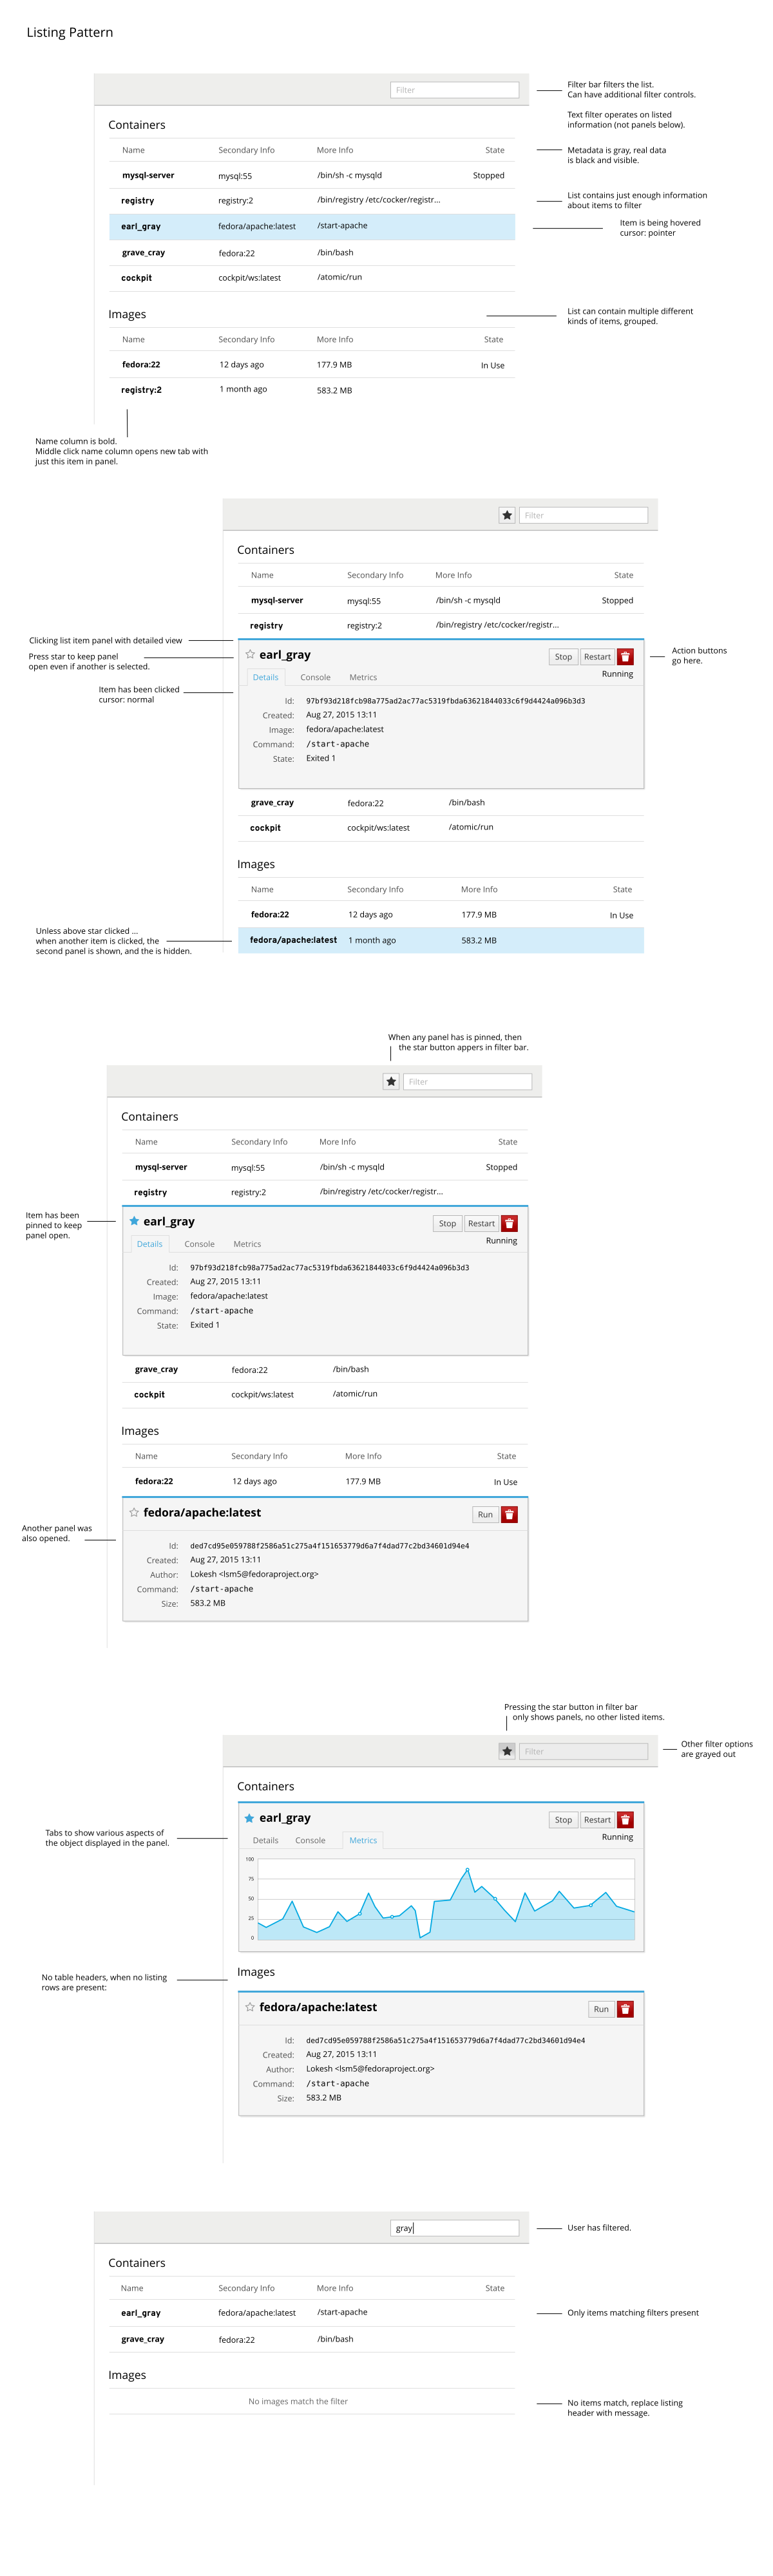 Listing Pattern
Filter
Filter bar filters the list.
Can have additional filter controls.
Text filter operates on listed
information (not panels below).
Containers
Name Secondary Info More Info State
Metadata is gray, real data
is black and visible.
mysql-server mysql:55 /bin/sh -c mysqld Stopped
registry registry:2 /bin/registry /etc/cocker/registr...
List contains just enough information
about items to filter
earl_gray fedora/apache:latest /start-apache
Item is being hovered
cursor: pointer
grave_cray fedora:22 /bin/bash
cockpit cockpit/ws:latest /atomic/run
Images
List can contain multiple different
kinds of items, grouped.
Name Secondary Info More Info State
fedora:22 12 days ago 177.9 MB In Use
registry:2 1 month ago 583.2 MB
Name column is bold.
Middle click name column opens new tab with
just this item in panel.
Filter
Containers
Name Secondary Info More Info State
mysql-server mysql:55 /bin/sh -c mysqld Stopped
registry registry:2 /bin/registry /etc/cocker/registr...
Clicking list item panel with detailed view
Press star to keep panel
open even if another is selected.
earl_gray Stop Restart
Action buttons
go here.
Running
Details Console Metrics
Item has been clicked
cursor: normal
Id: 97bf93d218fcb98a775ad2ac77ac5319fbda63621844033c6f9d4424a096b3d3
Created: Aug 27, 2015 13:11
Image: fedora/apache:latest
Command: /start-apache
State: Exited 1
grave_cray fedora:22 /bin/bash
cockpit cockpit/ws:latest /atomic/run
Images
Name Secondary Info More Info State
fedora:22 12 days ago 177.9 MB In Use
Unless above star clicked ...
when another item is clicked, the
second panel is shown, and the is hidden.
fedora/apache:latest 1 month ago 583.2 MB
When any panel has is pinned, then
the star button appers in filter bar.
Filter
Containers
Name Secondary Info More Info State
mysql-server mysql:55 /bin/sh -c mysqld Stopped
registry registry:2 /bin/registry /etc/cocker/registr...
Item has been
pinned to keep
panel open.
earl_gray Stop Restart
Running
Details Console Metrics
Id: 97bf93d218fcb98a775ad2ac77ac5319fbda63621844033c6f9d4424a096b3d3
Created: Aug 27, 2015 13:11
Image: fedora/apache:latest
Command: /start-apache
State: Exited 1
grave_cray fedora:22 /bin/bash
cockpit cockpit/ws:latest /atomic/run
Images
Name Secondary Info More Info State
fedora:22 12 days ago 177.9 MB In Use
Another panel was
also opened.
fedora/apache:latest Run
Id: ded7cd95e059788f2586a51c275a4f151653779d6a7f4dad77c2bd34601d94e4
Created: Aug 27, 2015 13:11
Author: Lokesh <lsm5@fedoraproject.org>
Command: /start-apache
Size: 583.2 MB
Pressing the star button in filter bar
only shows panels, no other listed items.
Filter
Other filter options
are grayed out
Containers
earl_gray Stop Restart
Running
Tabs to show various aspects of
the object displayed in the panel.
Details Console Metrics
100
75
50
25
0
Images
No table headers, when no listing
rows are present:
fedora/apache:latest Run
Id: ded7cd95e059788f2586a51c275a4f151653779d6a7f4dad77c2bd34601d94e4
Created: Aug 27, 2015 13:11
Author: Lokesh <lsm5@fedoraproject.org>
Command: /start-apache
Size: 583.2 MB
gray
User has filtered.
Containers
Name Secondary Info More Info State
earl_gray fedora/apache:latest /start-apache
Only items matching filters present
grave_cray fedora:22 /bin/bash
Images
No images match the filter
No items match, replace listing
header with message.